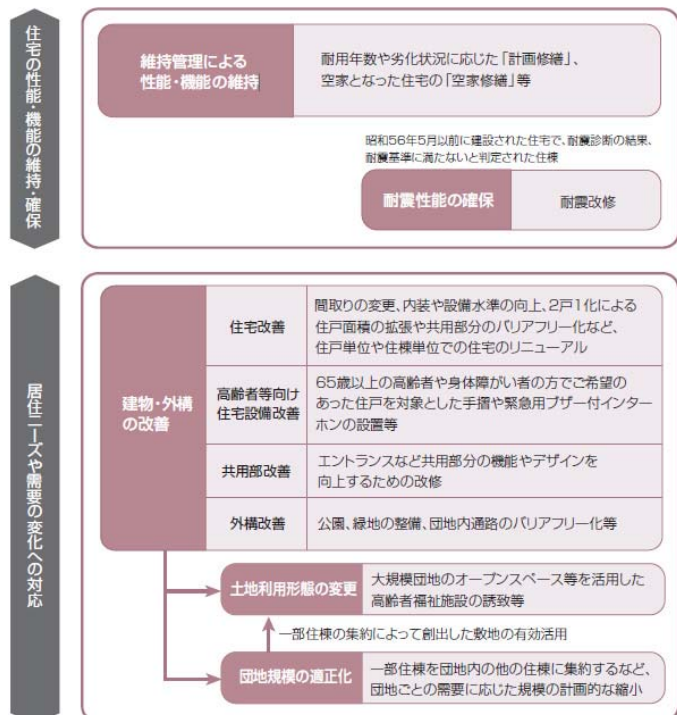 住宅の性能・機能の維持・確保
維持管理による
性能・機能の維持
耐用年数や劣化状況に応じた「計画修繕」、
空家となった住宅の「空家修繕」等
昭和56年5月以前に建設された住宅で、耐震診断の結果、
耐震基準に満たないと判定された住棟
耐震性能の確保
耐震改修
居住ニーズや需要の変化への対応
建物・外構
の改善
住宅改善
間取りの変更、内装や設備水準の向上、2戸1化による
住戸面積の拡張や共用部分のバリアフリー化など、
住戸単位や住棟単位での住宅のリニューアル
高齢者等向け
住宅設備改善
65歳以上の高齢者や身体障がい者の方でご希望の
あった住戸を対象とした手摺や緊急用ブザー付インター
ホンの設置等
共用部改善
エントランスなど共用部分の機能やデザインを
向上するための改修
外構改善
公園、緑地の整備、団地内通路のバリアフリー化等
土地利用形態の変更
大規模団地のオープンスペース等を活用した
高齢者福祉施設の誘致等
一部住棟の集約によって創出した敷地の有効活用
団地規模の適正化
一部住棟を団地内の他の住棟に集約するなど、
団地ごとの需要に応じた規模の計画的な縮小